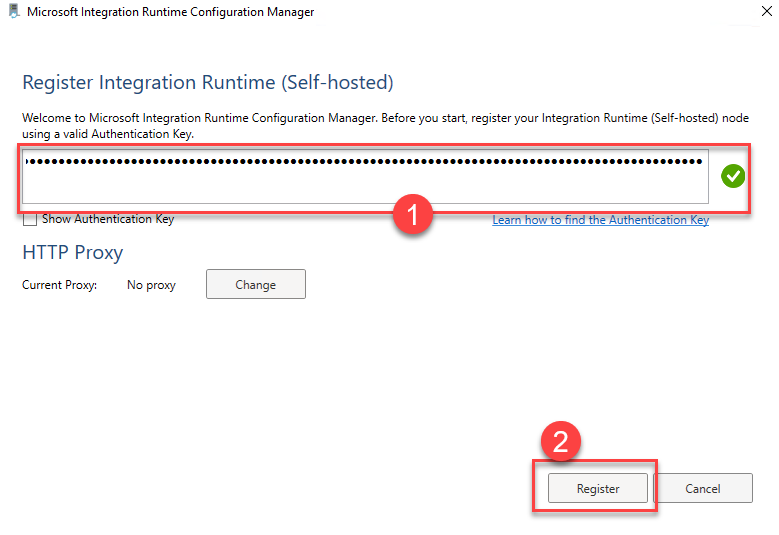 Microsoft Integration Runtime Configuration Manager
Register Integration Runtime (Self-hosted)
Welcome to Microsoft Integration Runtime Configuration Manager. Before you start, register your Integration Runtime (Self-hosted) node
using a valid Authentication Key.
1
Show Authentication Key
Learn how to find the Authentication Key
HTTP Proxy
Current Proxy:
No proxy
Change
2
Register
Cancel